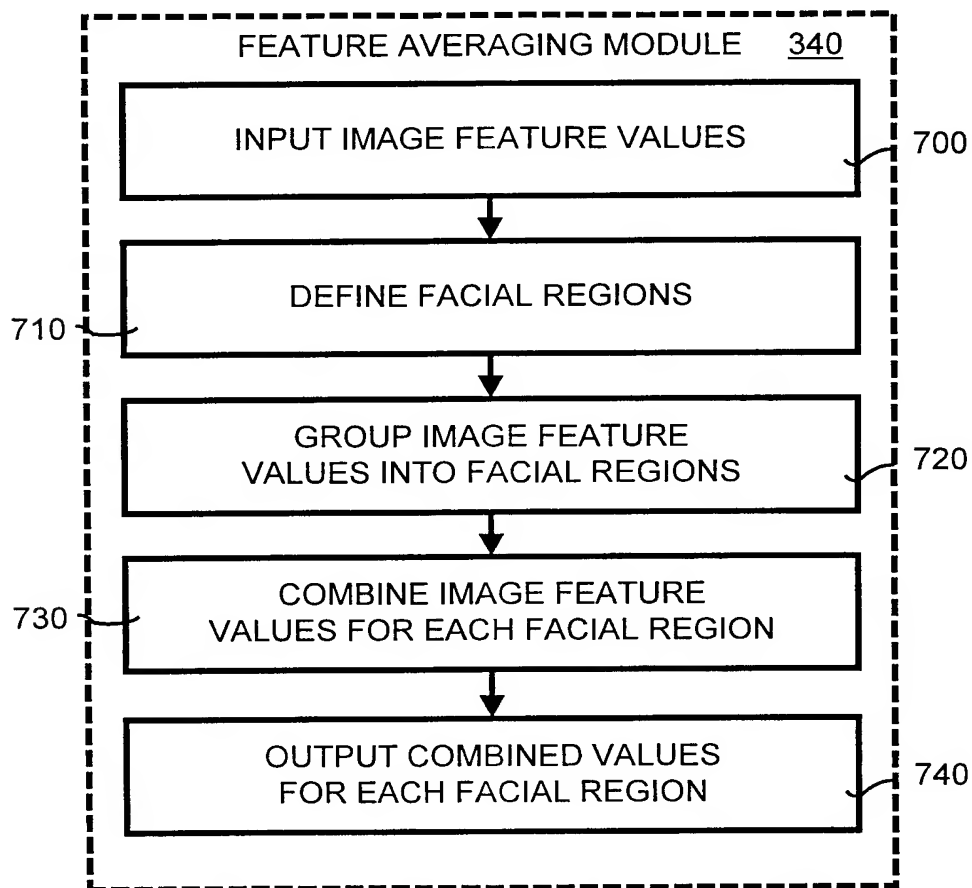 FEATURE AVERAGING MODULE 340
INPUT IMAGE FEATURE VALUES
700
DEFINE FACIAL REGIONS
710
GROUP IMAGE FEATURE
VALUES INTO FACIAL REGIONS
720
COMBINE IMAGE FEATURE
VALUES FOR EACH FACIAL REGION
730
OUTPUT COMBINED VALUES
FOR EACH FACIAL REGION
740